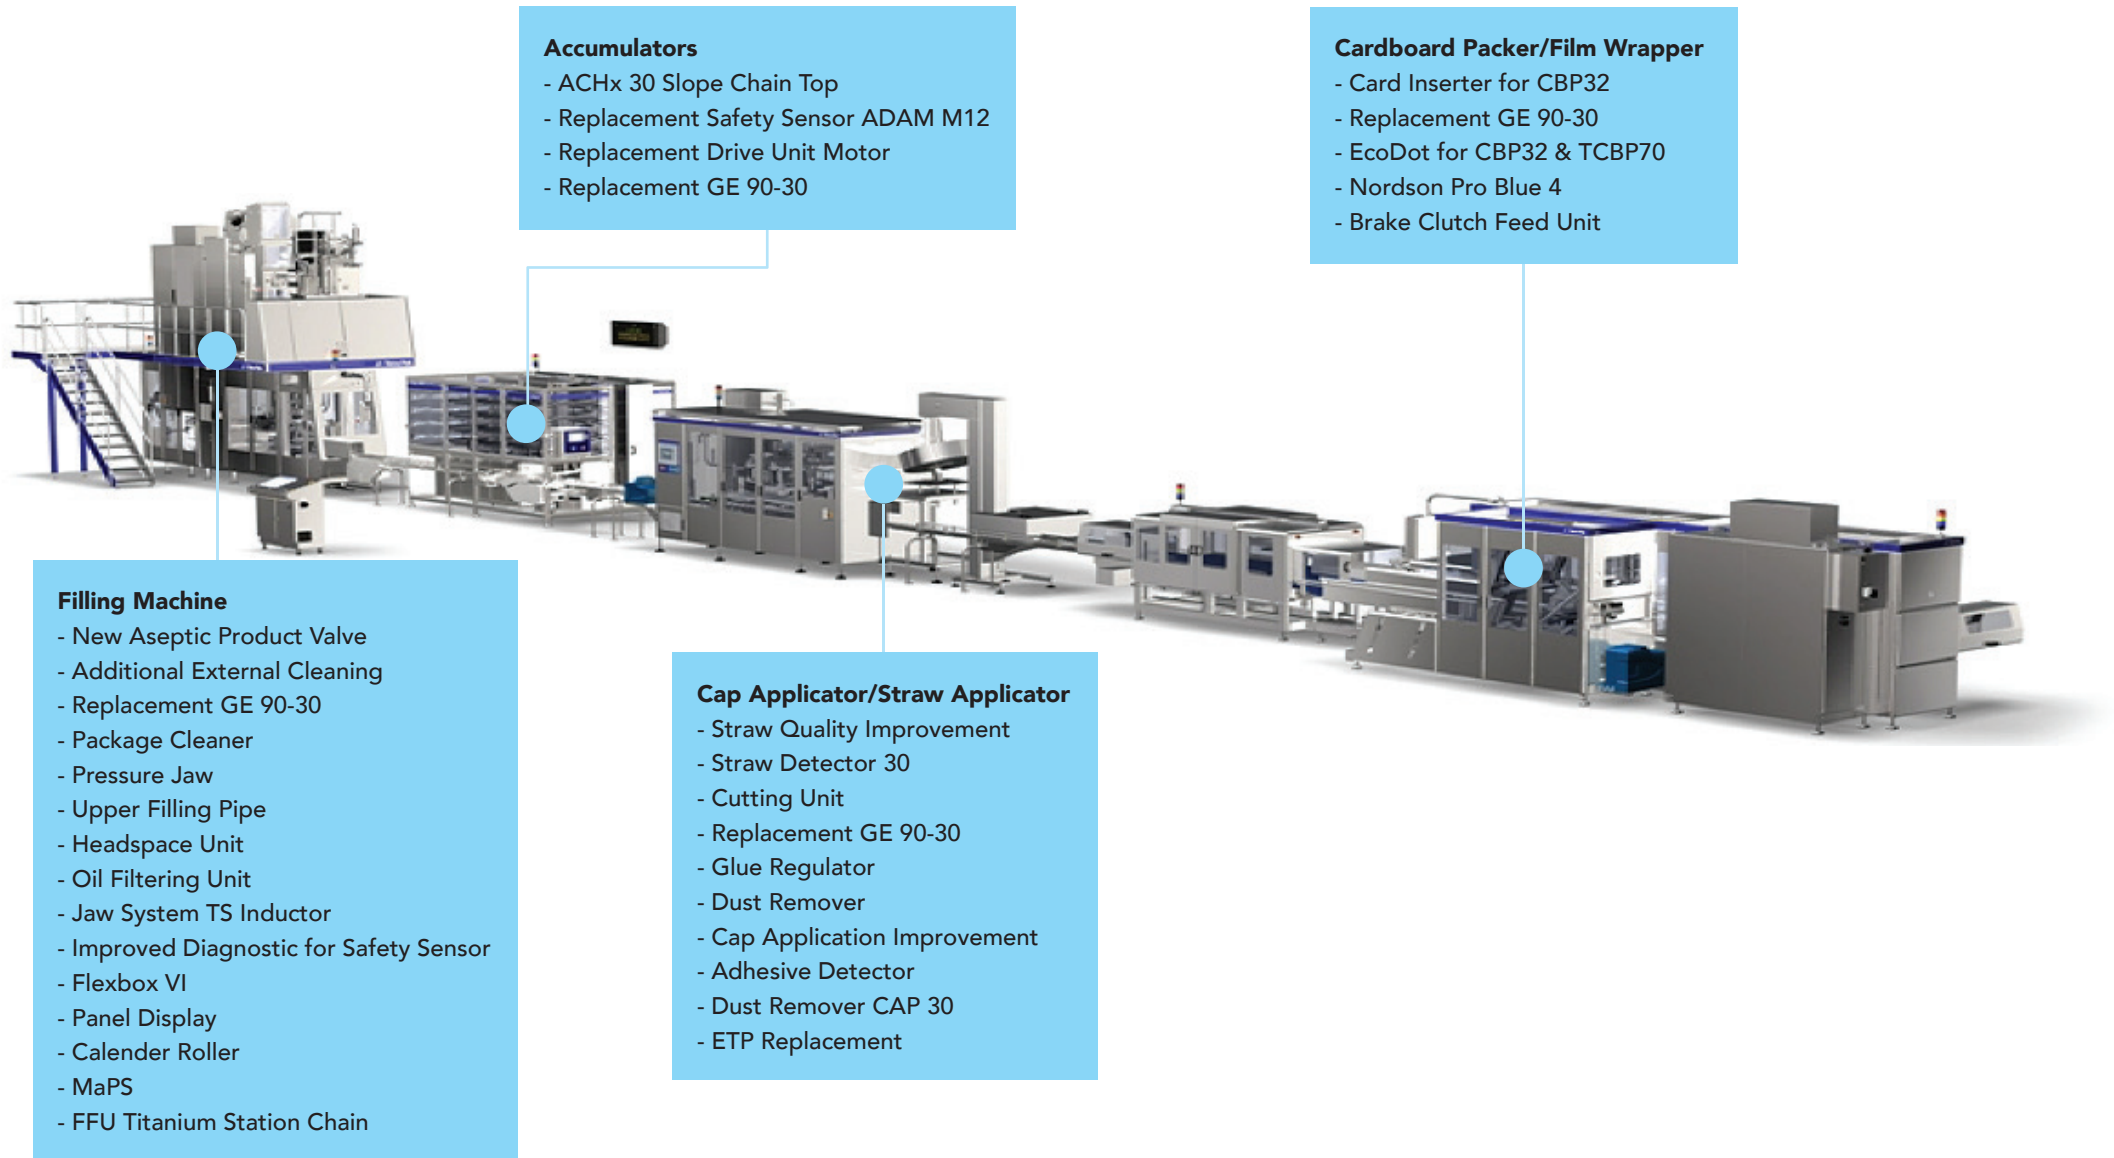 Accumulators
- ACHx 30 Slope Chain Top
- Replacement Safety Sensor ADAM M12
- Replacement Drive Unit Motor
- Replacement GE 90-30
Cardboard Packer/Film Wrapper
- Card Inserter for CBP32
- Replacement GE 90-30
- EcoDot for CBP32 & TCBP70
- Nordson Pro Blue 4
- Brake Clutch Feed Unit
Filling Machine
- New Aseptic Product Valve
- Additional External Cleaning
- Replacement GE 90-30
- Package Cleaner
- Pressure Jaw
- Upper Filling Pipe
- Headspace Unit
- Oil Filtering Unit
- Jaw System TS Inductor
- Improved Diagnostic for Safety Sensor
- Flexbox VI
- Panel Display
- Calender Roller
- MaPS
- FFU Titanium Station Chain
Cap Applicator/Straw Applicator
- Straw Quality Improvement
- Straw Detector 30
- Cutting Unit
- Replacement GE 90-30
- Glue Regulator
- Dust Remover
- Cap Application Improvement
- Adhesive Detector
- Dust Remover CAP 30
- ETP Replacement